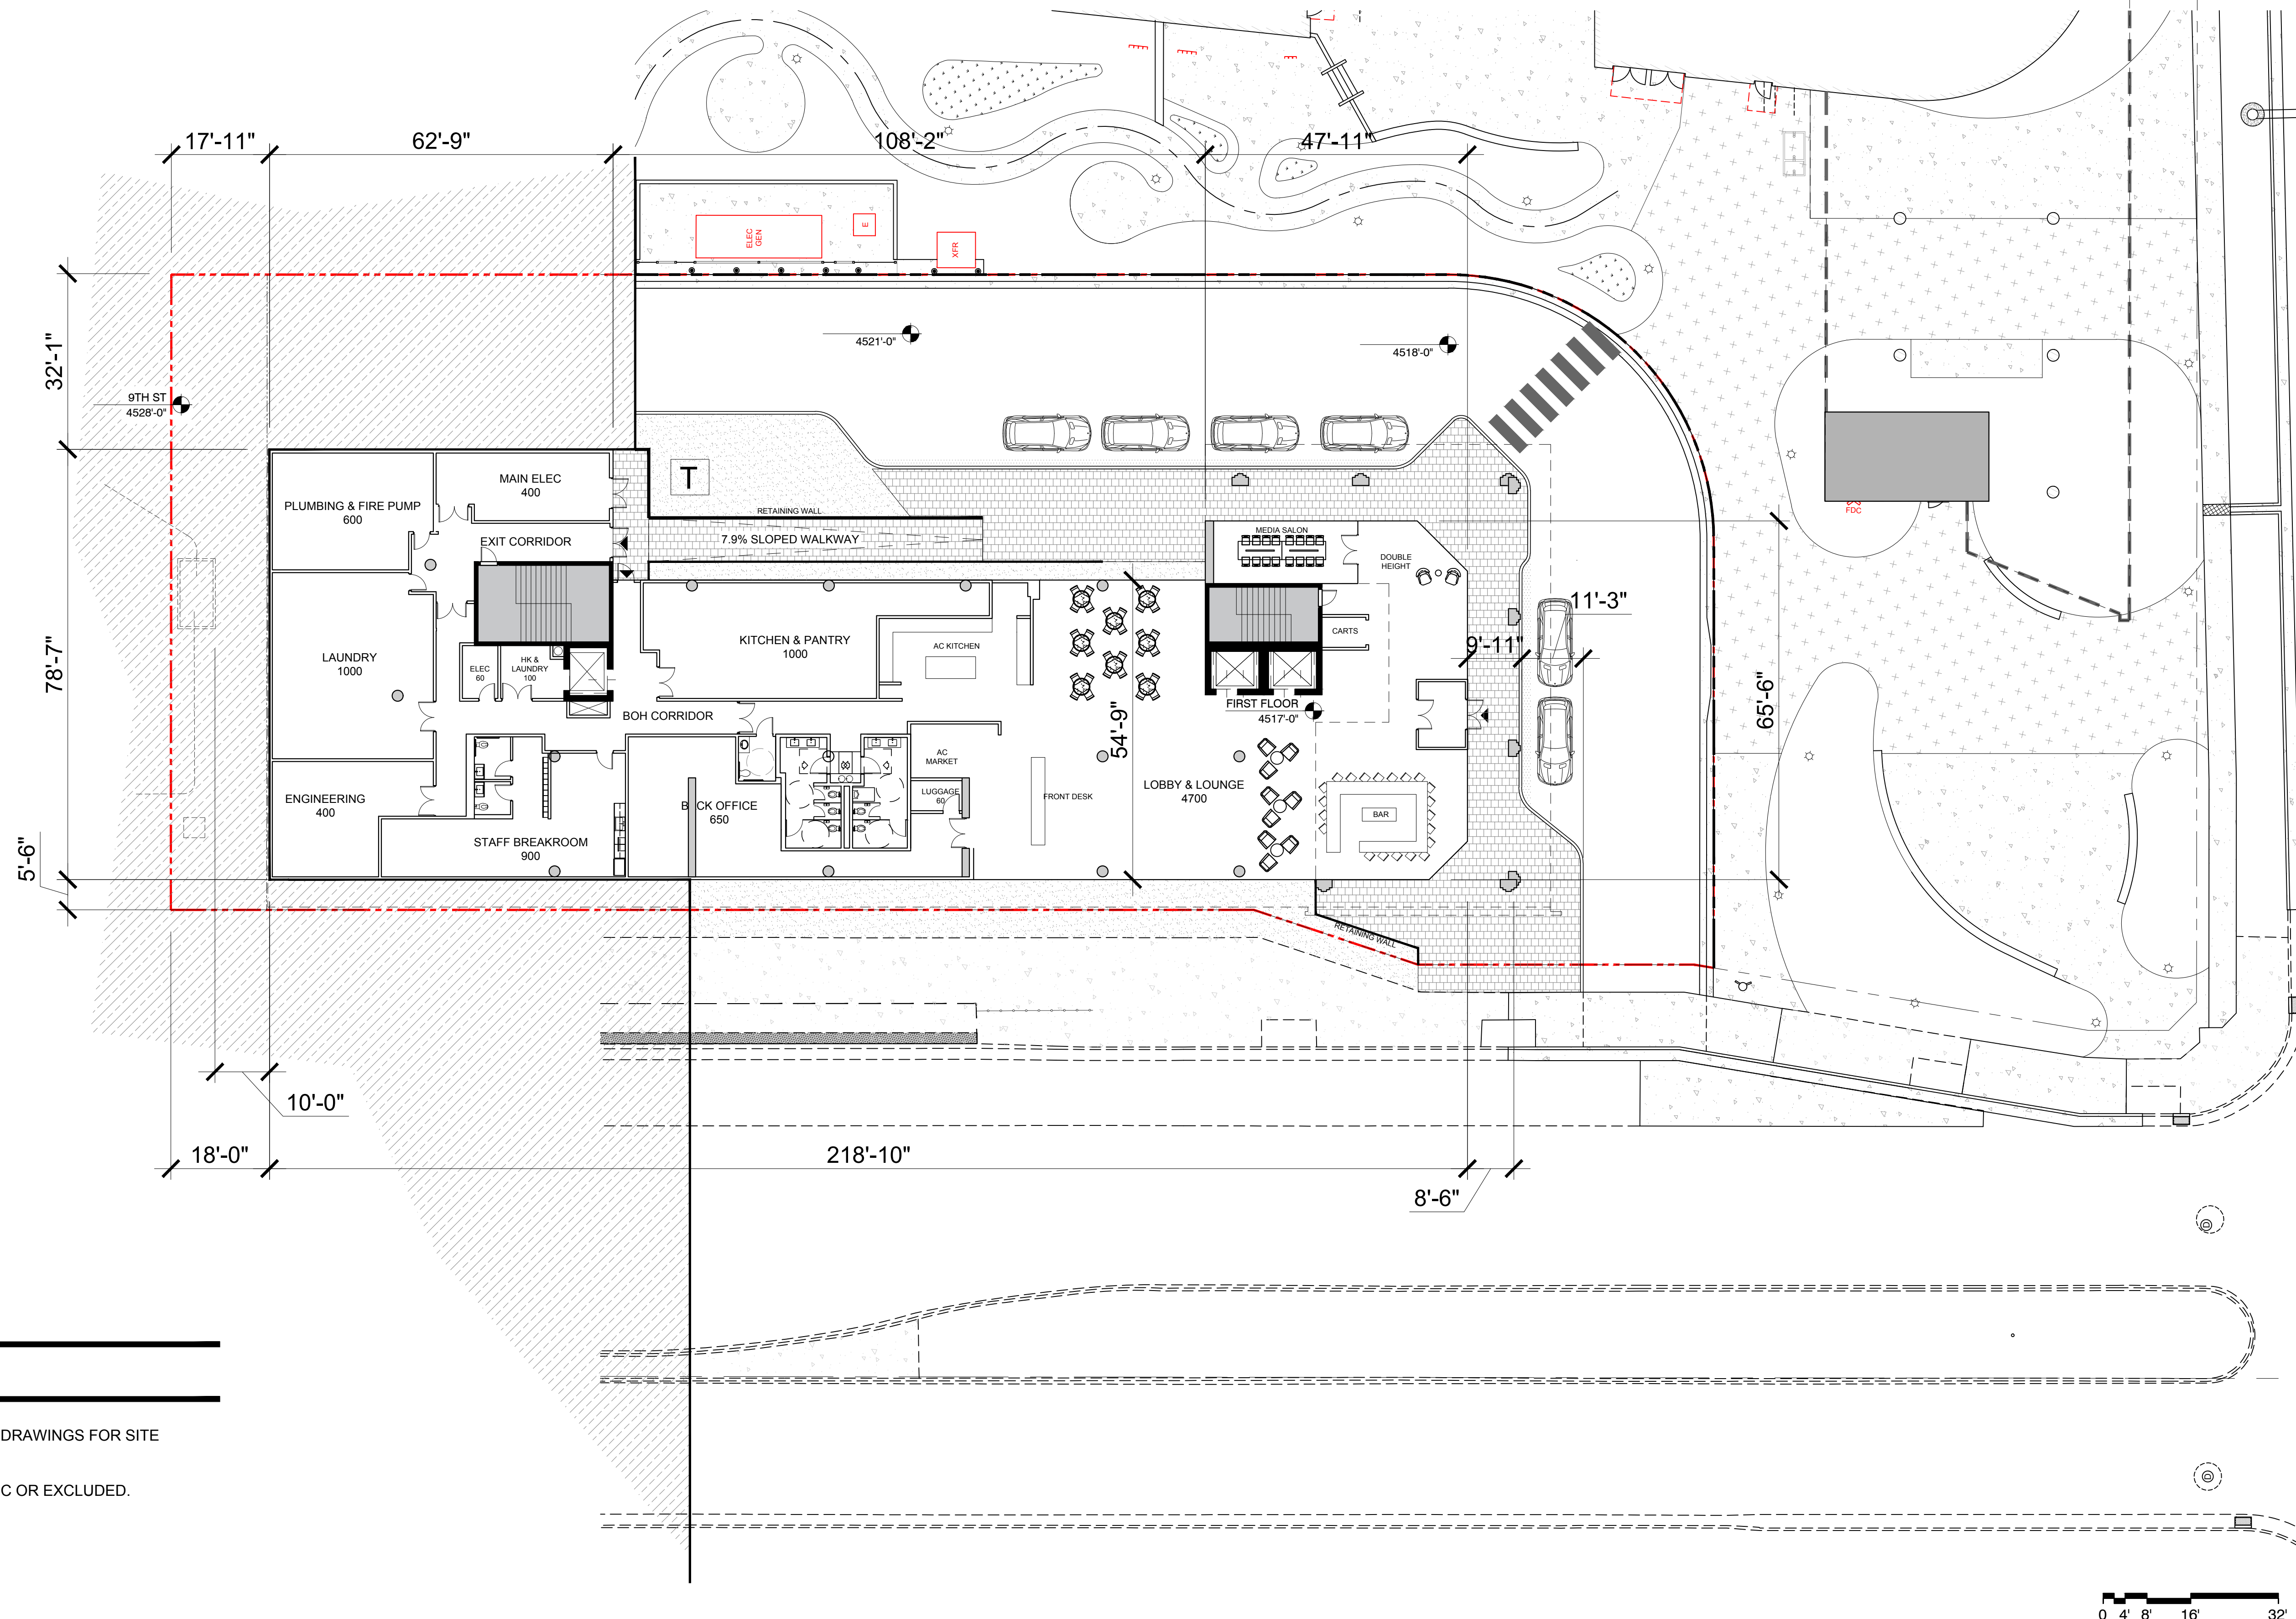 17'-11"
62'-9"
108'-2"
47'-11"
ELEC
GEN
E
XFR
32'-1"
4521'-0"
4518'-0"
9TH ST
4528'-0"
T
MAIN ELEC
400
PLUMBING & FIRE PUMP
600
RETAINING WALL
FDC
EXIT CORRIDOR
7.9% SLOPED WALKWAY
MEDIA SALON
DOUBLE
HEIGHT
11'-3"
CARTS
9'-11"
KITCHEN & PANTRY
1000
AC KITCHEN
LAUNDRY
1000
ELEC
60
HK &
LAUNDRY
100
78'-7"
65'-6"
54'-9"
BOH CORRIDOR
FIRST FLOOR
4517'-0"
AC
MARKET
LUGGAGE
60
FRONT DESK
LOBBY & LOUNGE
4700
BAR
ENGINEERING
400
BACK OFFICE
650
STAFF BREAKROOM
900
5'-6"
RETAINING WALL
10'-0"
18'-0"
218'-10"
8'-6"
D
D
DRAWINGS FOR SITE
C OR EXCLUDED.
0 4' 8' 16' 32'